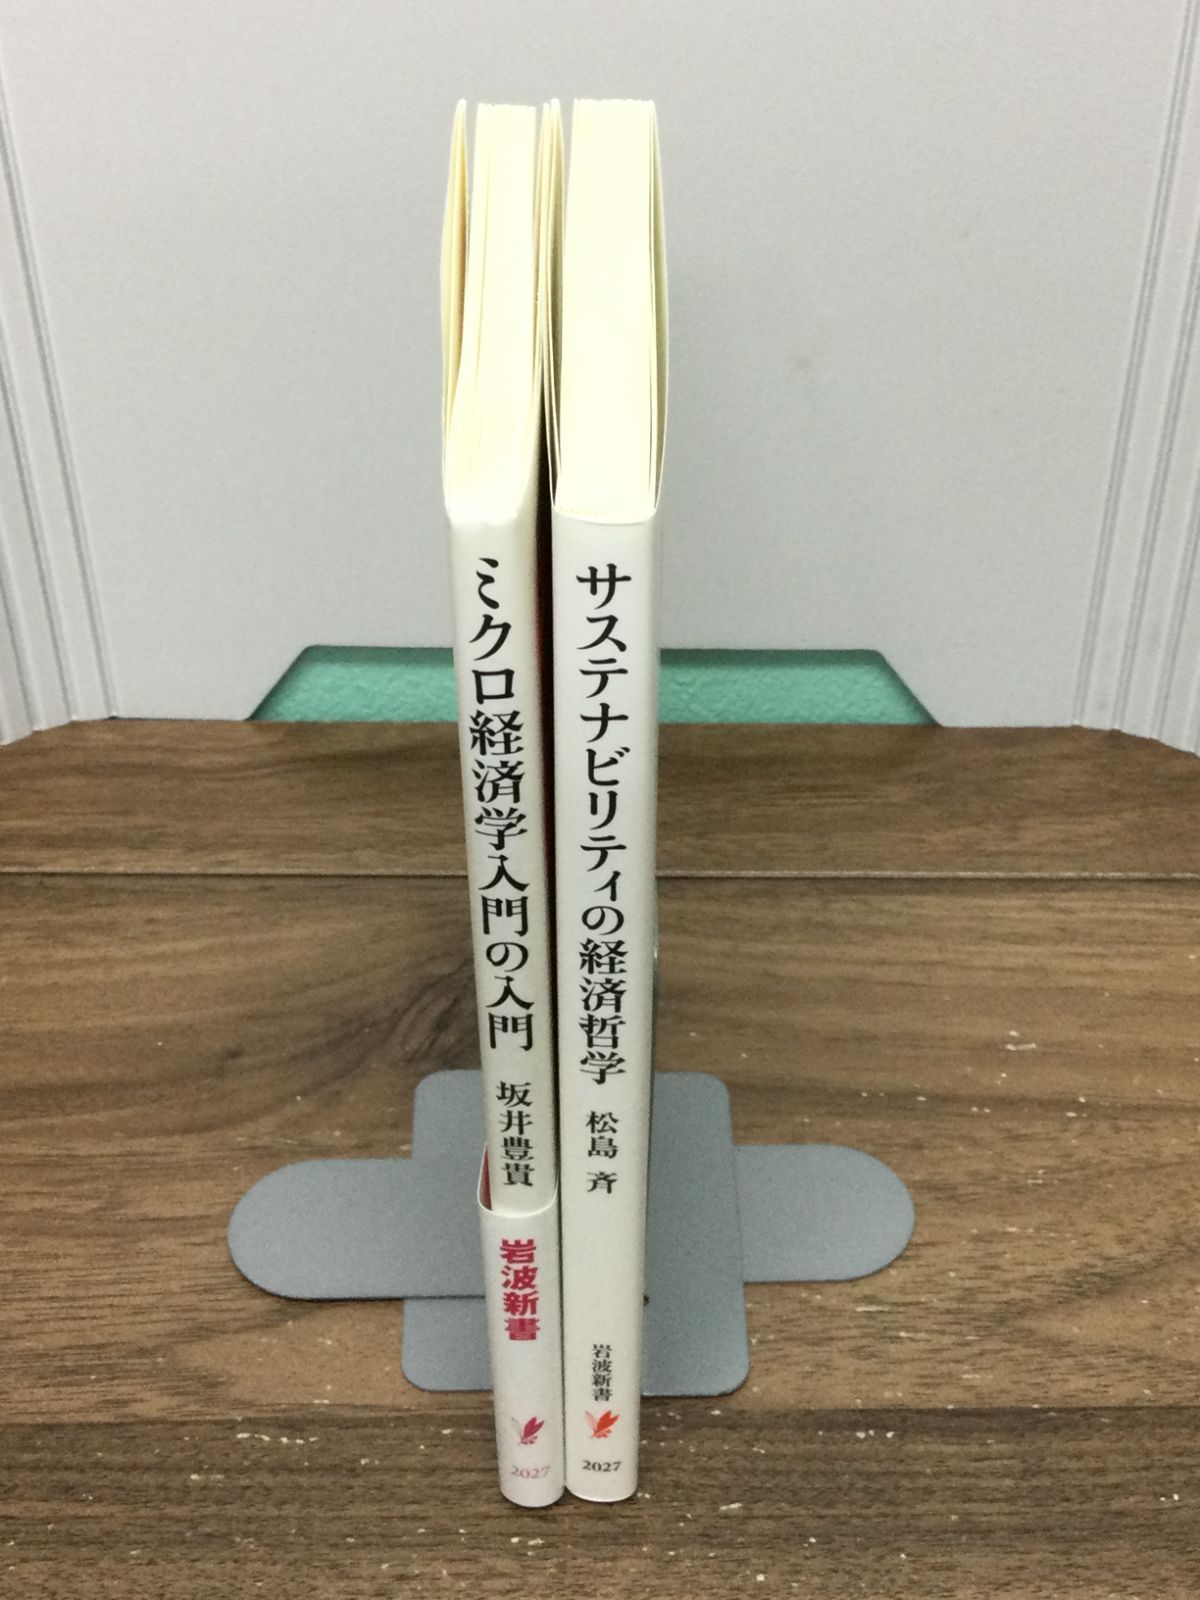 ミクロ経済学入門の入門
坂井豊貴
岩波新書
2027
サステナビリティの経済哲学
松島 斉
岩波新書
2027